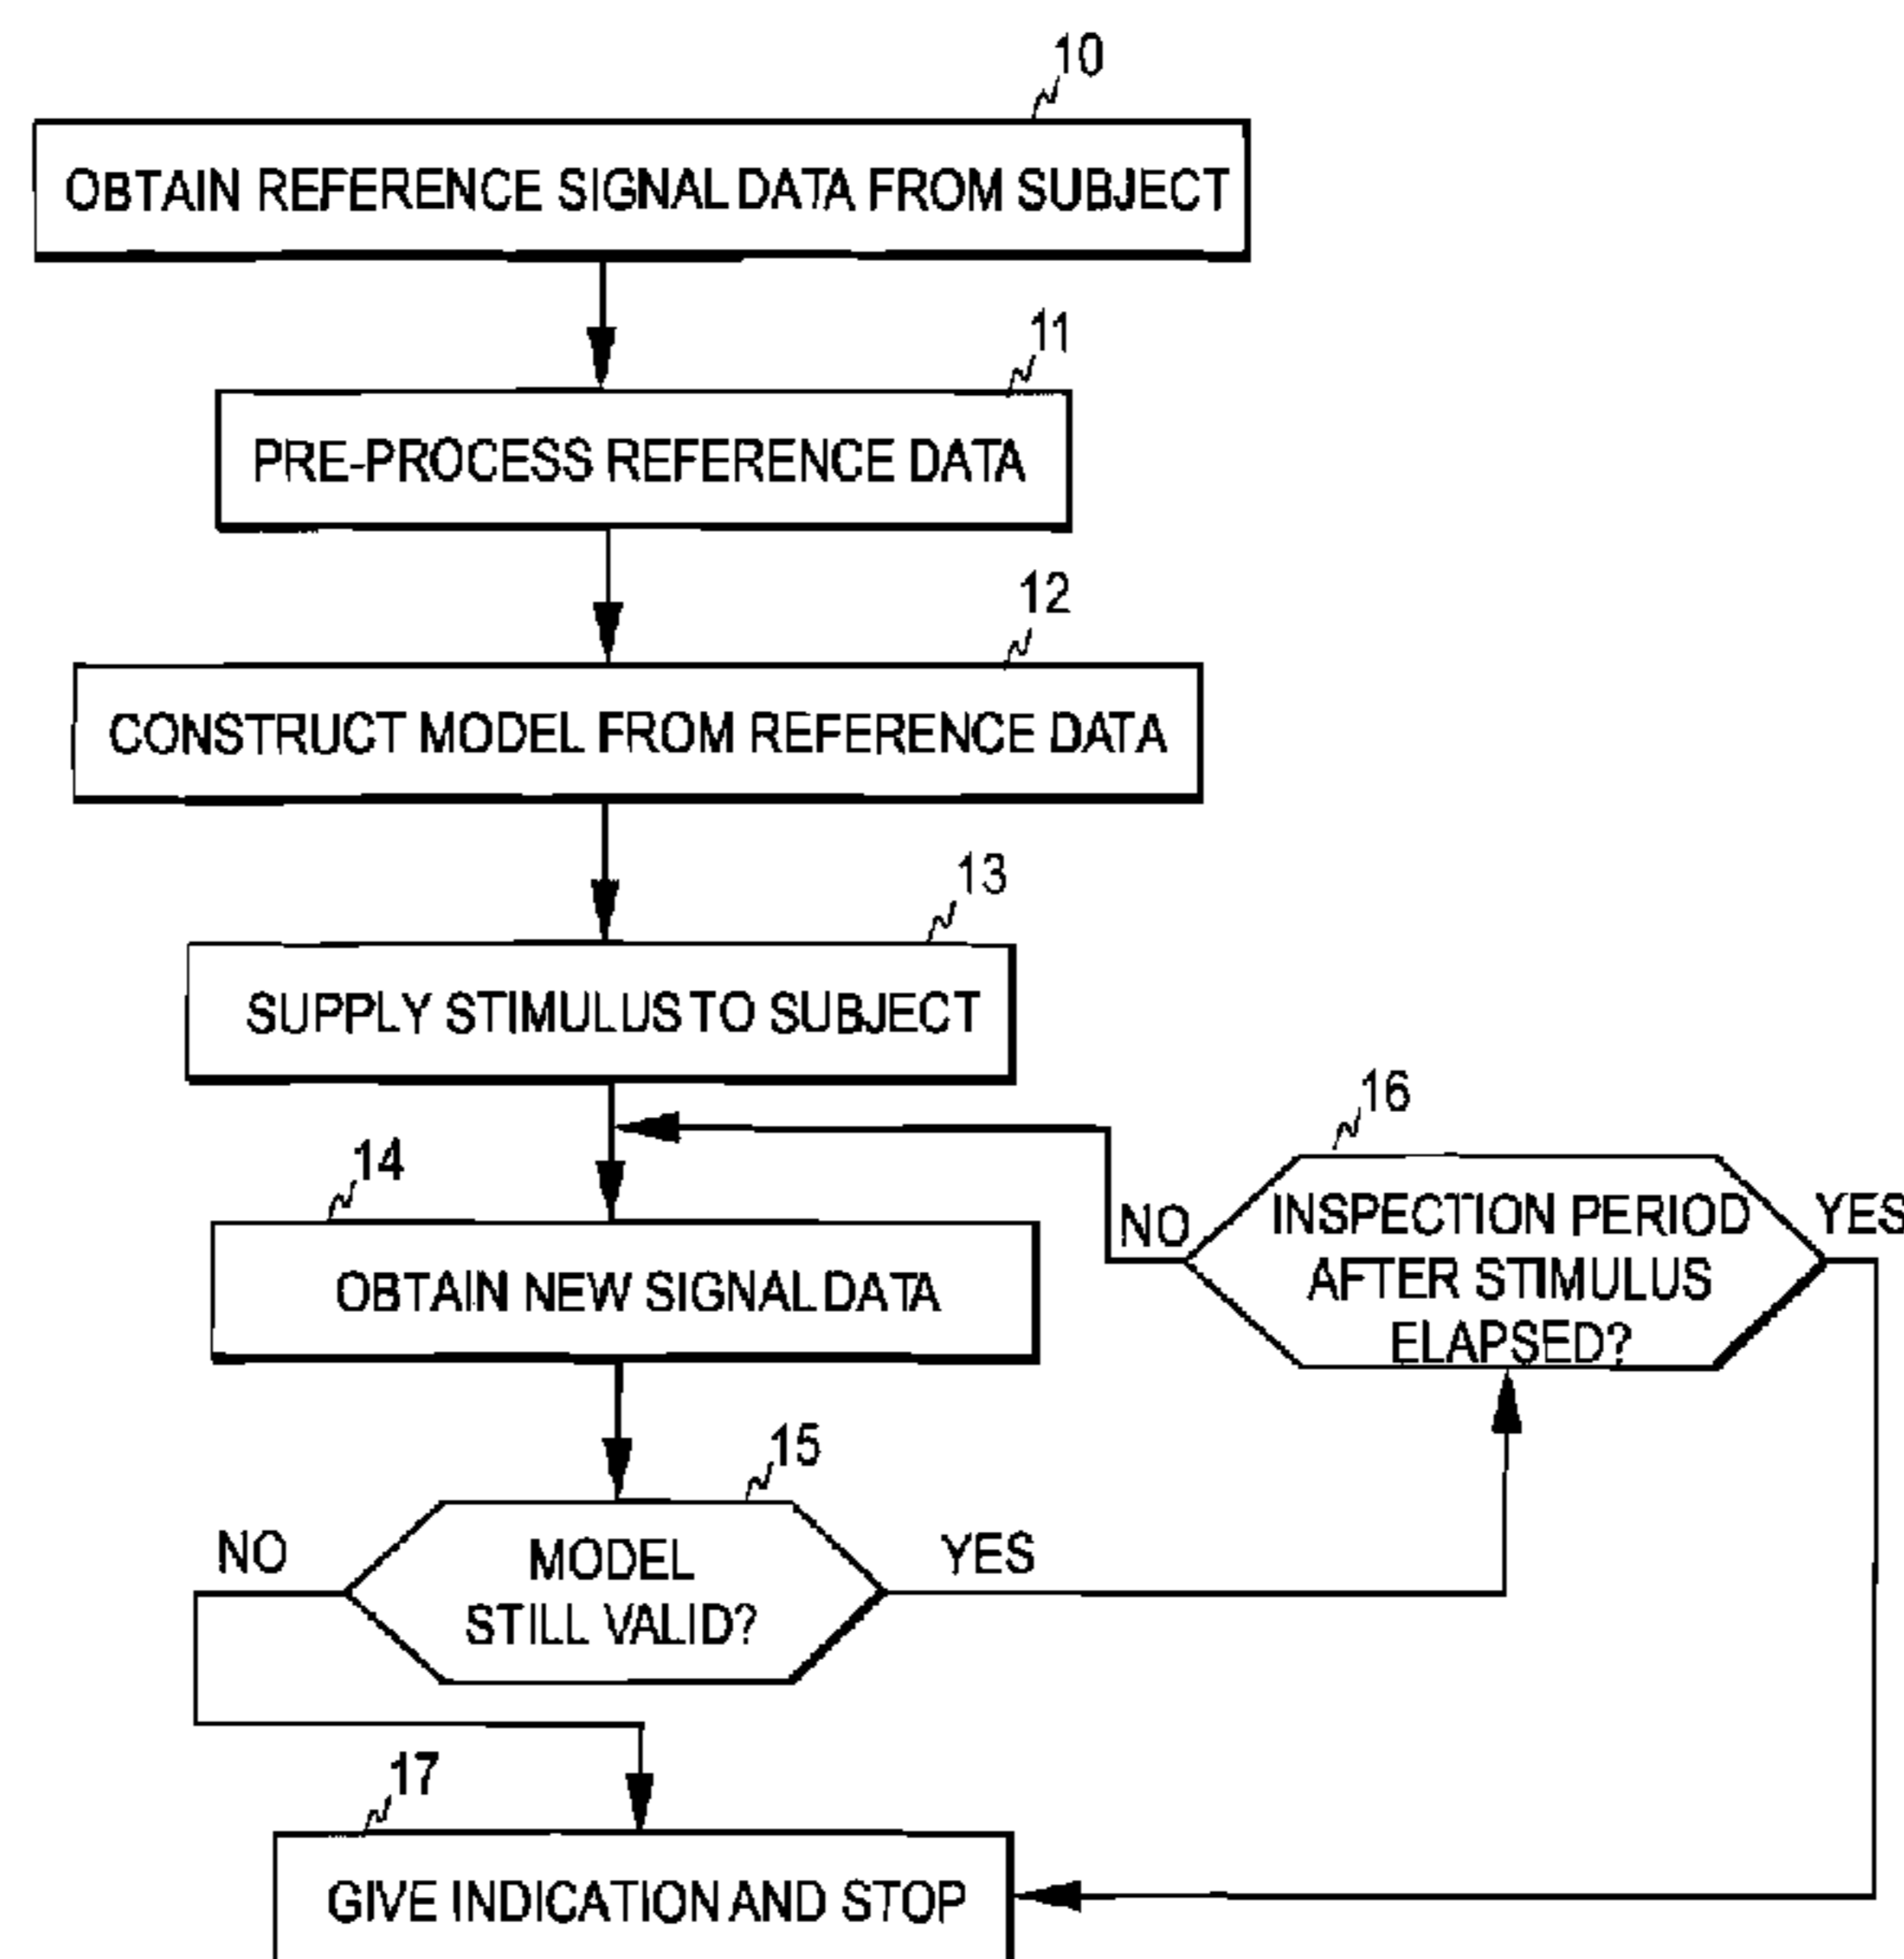 10
OBTAIN REFERENCE SIGNAL DATA FROM SUBJECT
11
PRE-PROCESS REFERENCE DATA
12
CONSTRUCT MODEL FROM REFERENCE DATA
13
SUPPLY STIMULUS TO SUBJECT
14
OBTAIN NEW SIGNAL DATA
16
NO
INSPECTION PERIOD
AFTER STIMULUS
ELAPSED?
YES
15
NO
MODEL
STILL VALID?
YES
17
GIVE INDICATION AND STOP